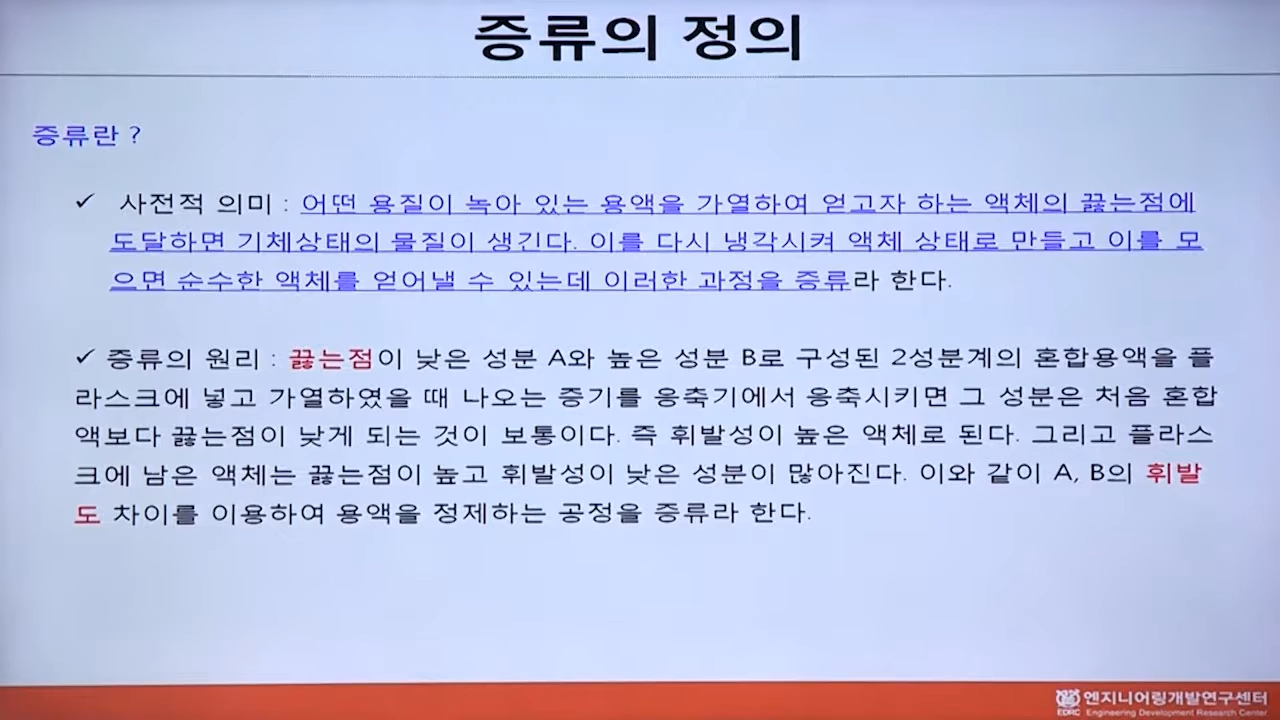 증류의 정의
증류란 ?
✓ 사전적 의미 : 어떤 용질이 녹아 있는 용액을 가열하여 얻고자 하는 액체의 끓는점에
도달하면 기체상태의 물질이 생긴다. 이를 다시 냉각시켜 액체 상태로 만들고 이를 모
으면 순수한 액체를 얻어낼 수 있는데 이러한 과정을 증류라 한다.
✓ 증류의 원리 : 끓는점이 낮은 성분 A와 높은 성분 B로 구성된 2성분계의 혼합용액을 플
라스크에 넣고 가열하였을 때 나오는 증기를 응축기에서 응축시키면 그 성분은 처음 혼합
액보다 끓는점이 낮게 되는 것이 보통이다. 즉 휘발성이 높은 액체로 된다. 그리고 플라스
크에 남은 액체는 끓는점이 높고 휘발성이 낮은 성분이 많아진다. 이와 같이 A, B의 휘발
도 차이를 이용하여 용액을 정제하는 공정을 증류라 한다.
엔지니어링개발연구센터
EDRC Engineering Development Research Center